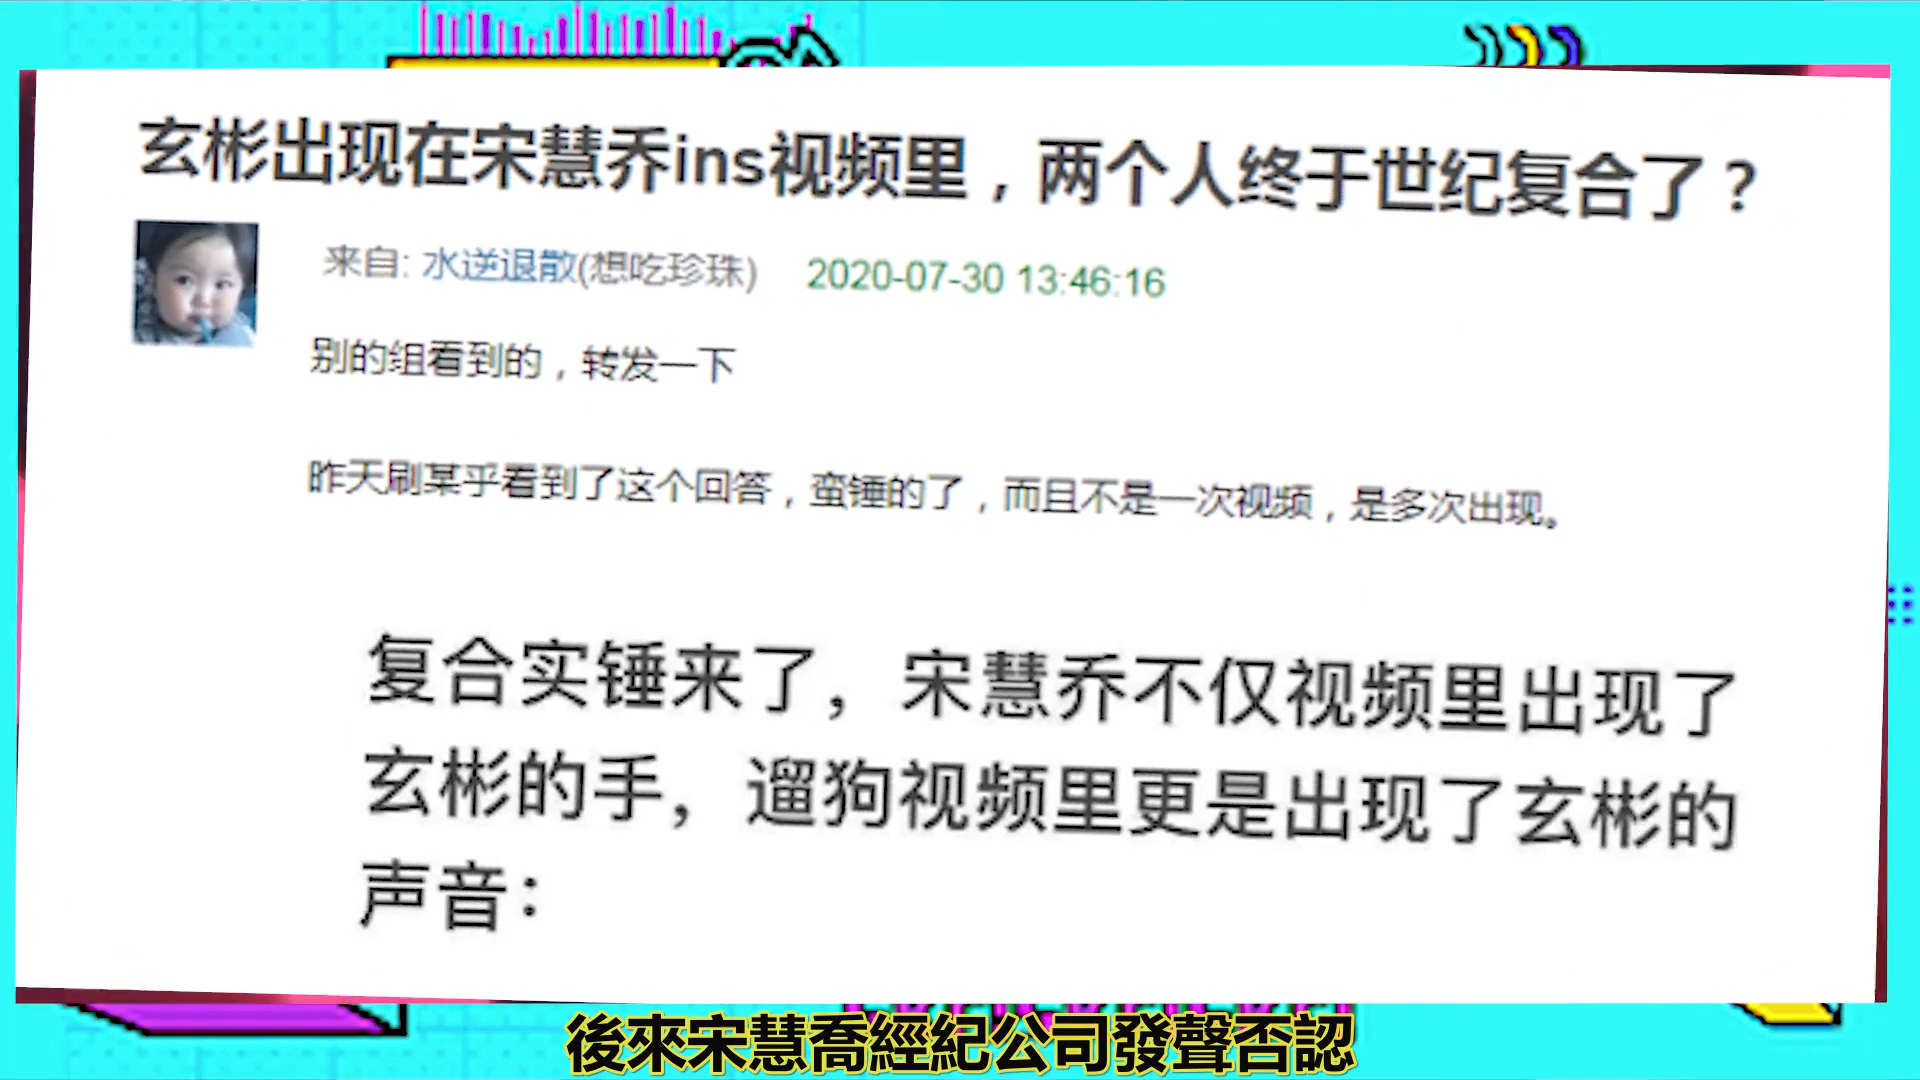 玄彬出现在宋慧乔ins视频里，两个人终于世纪复合了？
来自: 水逆退散(想吃珍珠) 2020-07-30 13:46:16
别的组看到的，转发一下
昨天刷某乎看到了这个回答，蛮锤的了，而且不是一次视频，是多次出现。
复合实锤来了，宋慧乔不仅视频里出现了
玄彬的手，遛狗视频里更是出现了玄彬的
声音：
後來宋慧喬經紀公司發聲否認